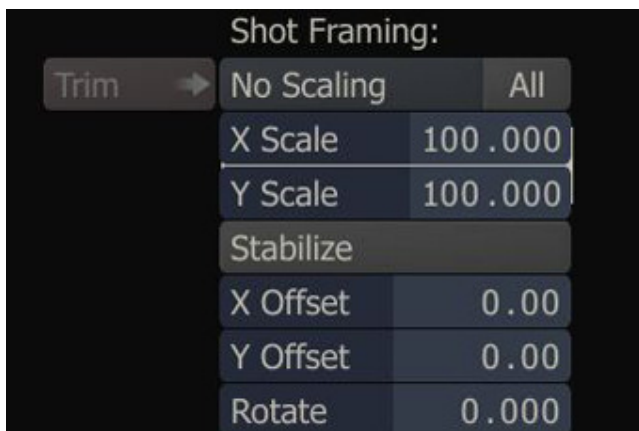 Shot Framing:
Trim No Scaling All
X Scale 100.000
Y Scale 100.000
Stabilize
X Offset 0.00
Y Offset 0.00
Rotate 0.000